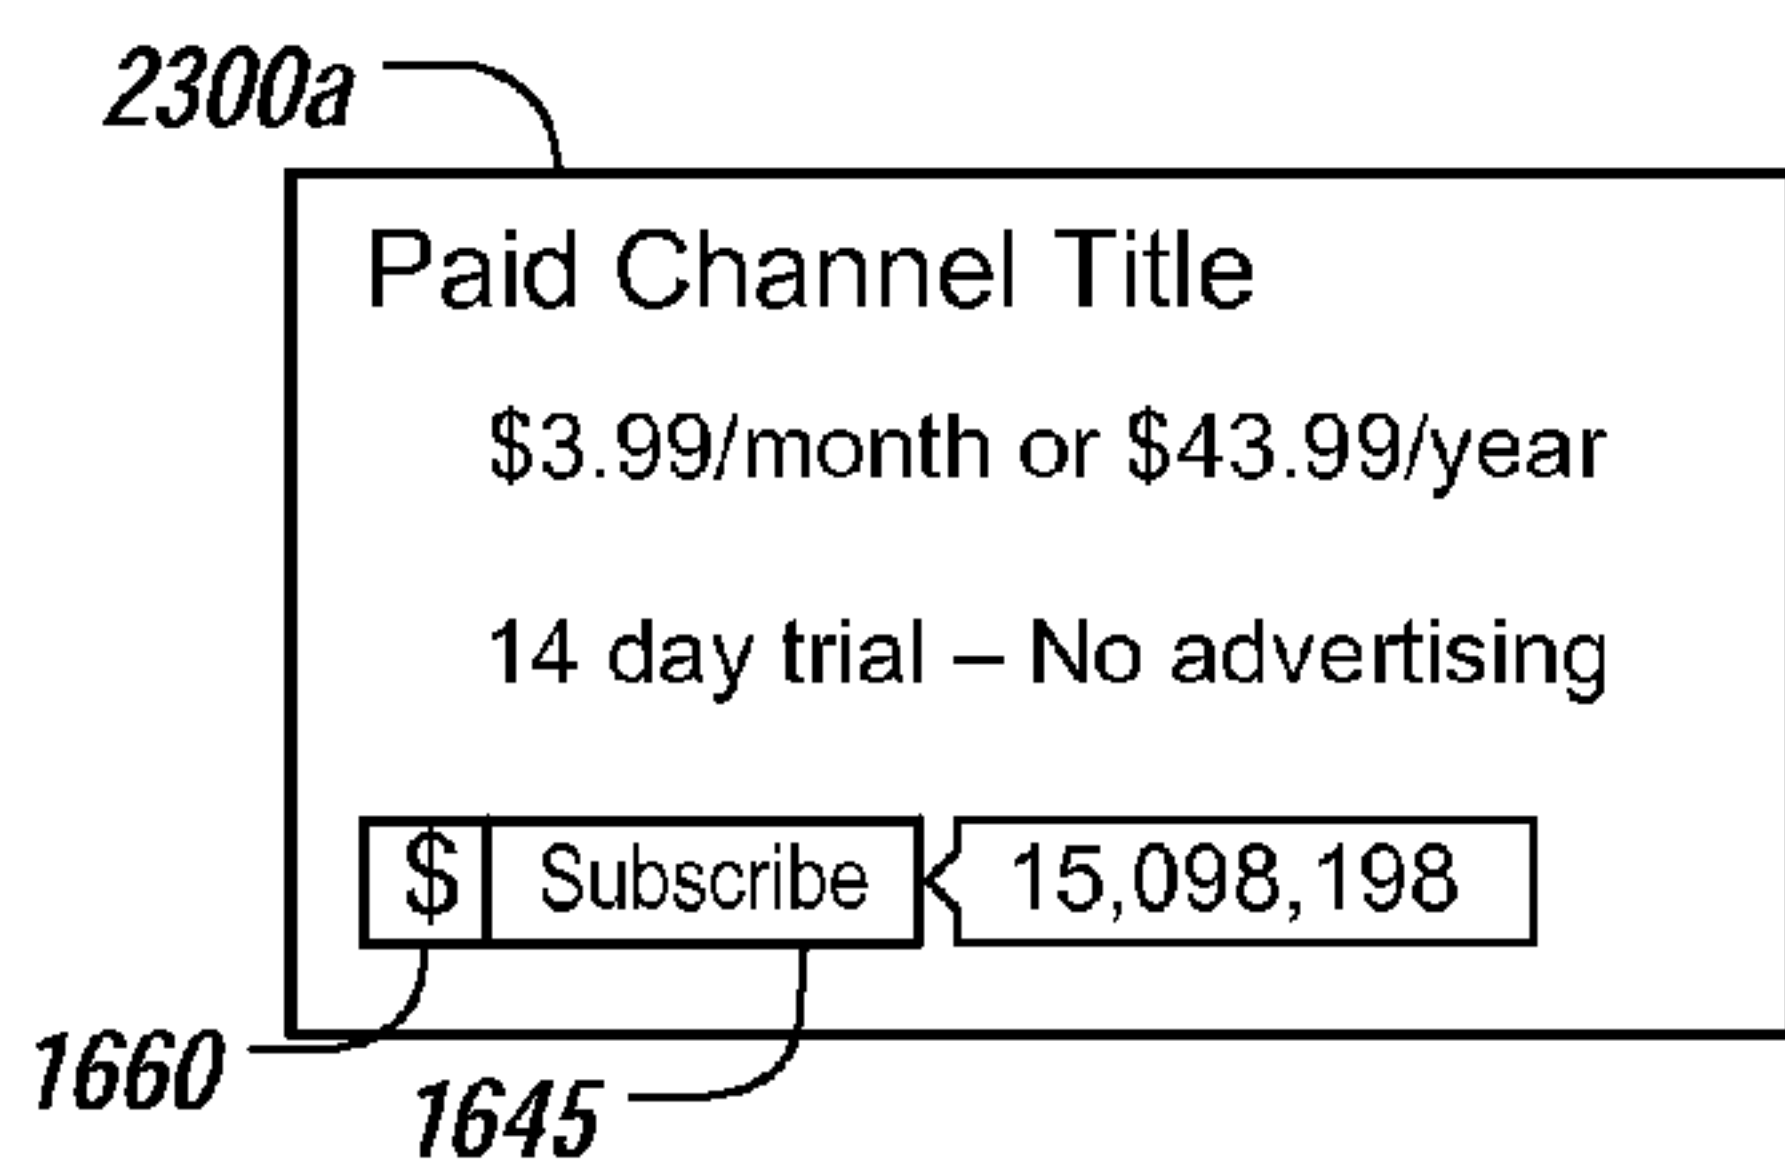 2300a
Paid Channel Title
$3.99/month or $43.99/year
14 day trial – No advertising
$ Subscribe 15,098,198
1660
1645